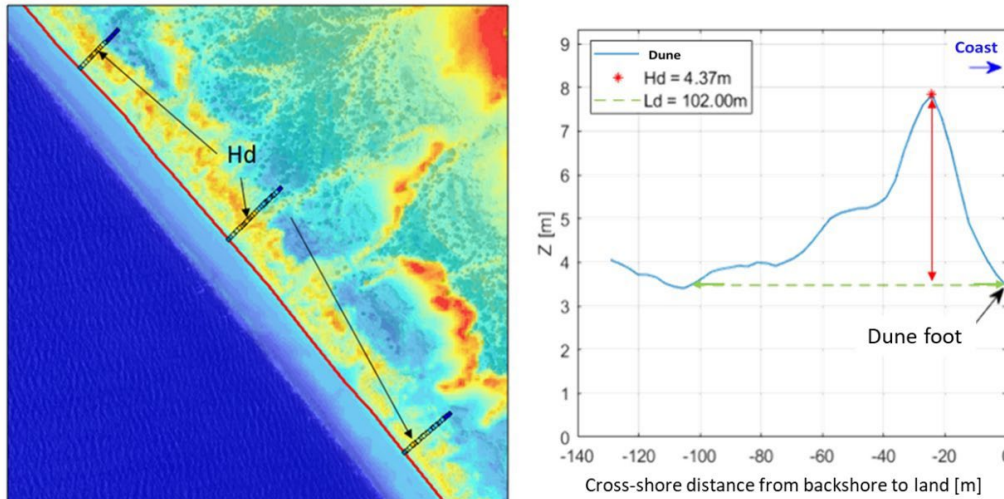 Hd
Dune
Hd = 4.37m
Ld = 102.00m
Coast
9
8
7
6
5
4
3
2
1
0
Z [m]
Dune foot
-140 -120 -100 -80 -60 -40 -20 0
Cross-shore distance from backshore to land [m]